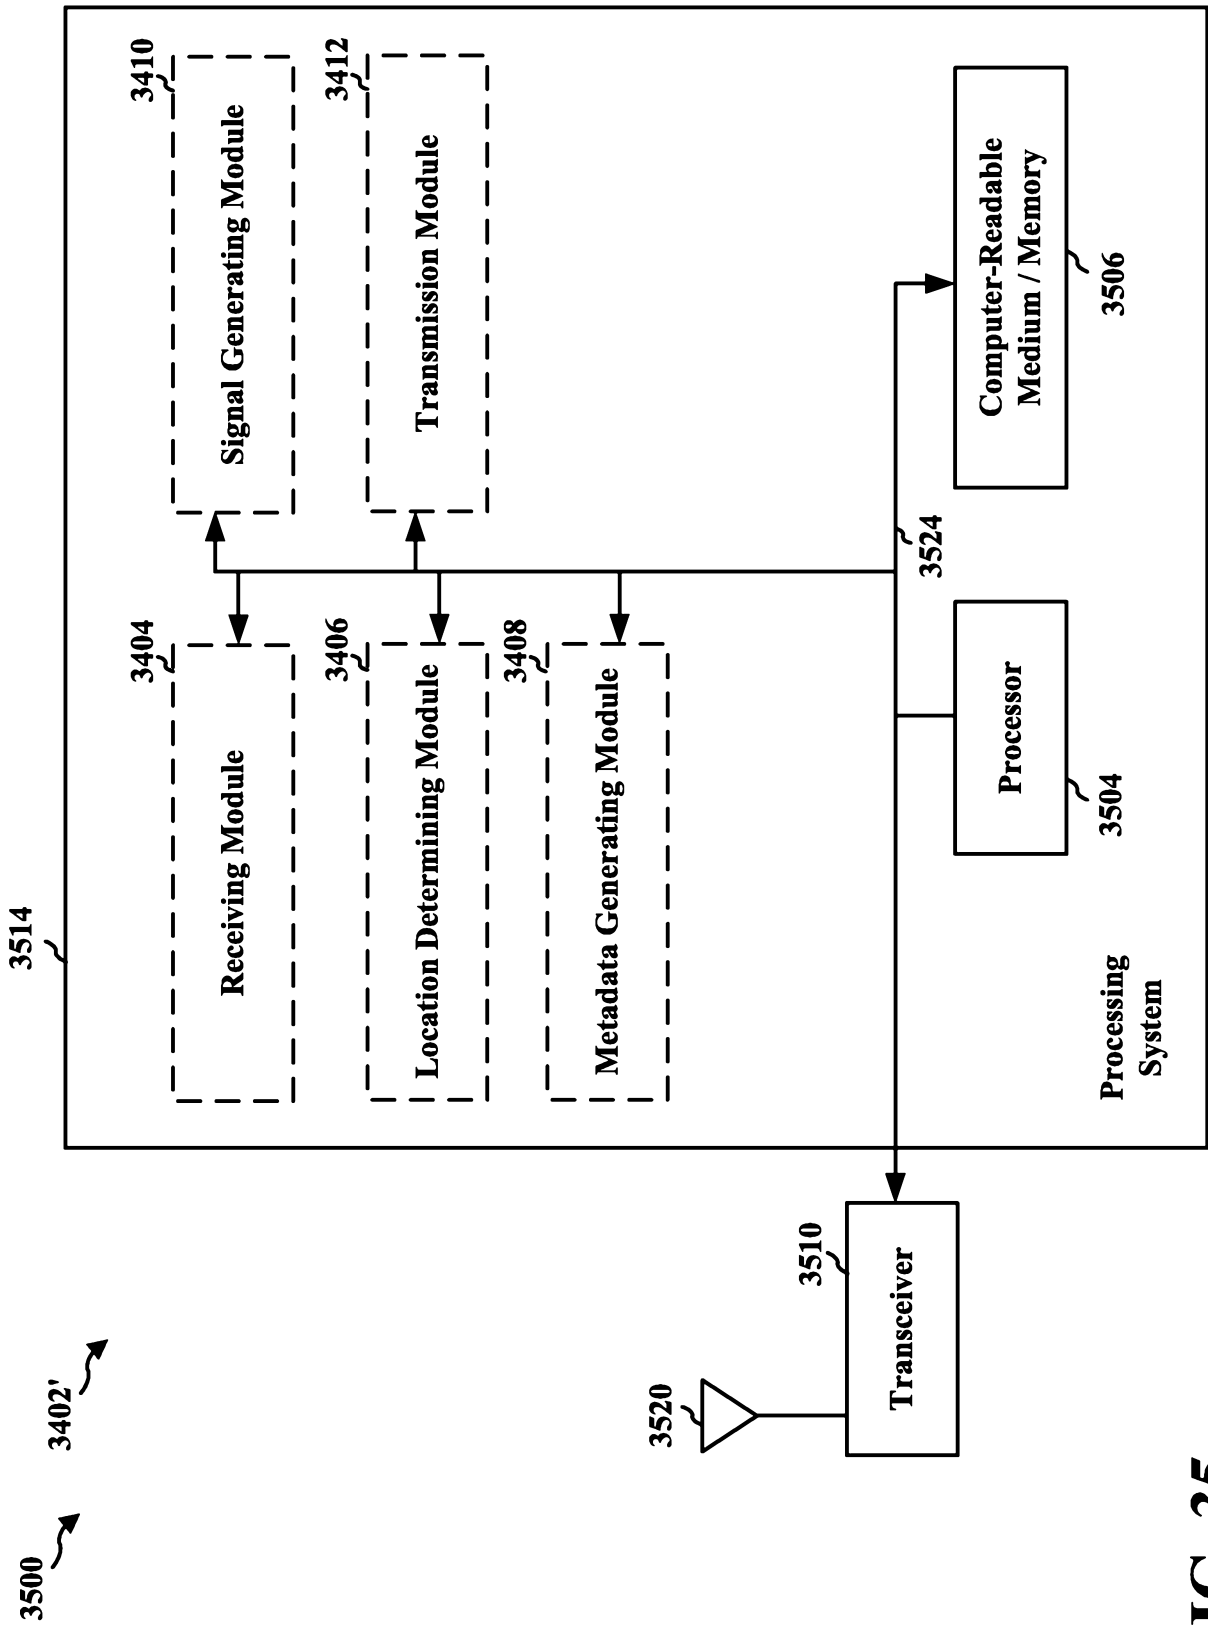 3500
3402'
3514
3404
Receiving Module
3410
Signal Generating Module
3406
Location Determining Module
3412
Transmission Module
3408
Metadata Generating Module
3520
3510
Transceiver
3524
Processor
3504
Computer-Readable
Medium / Memory
3506
Processing
System